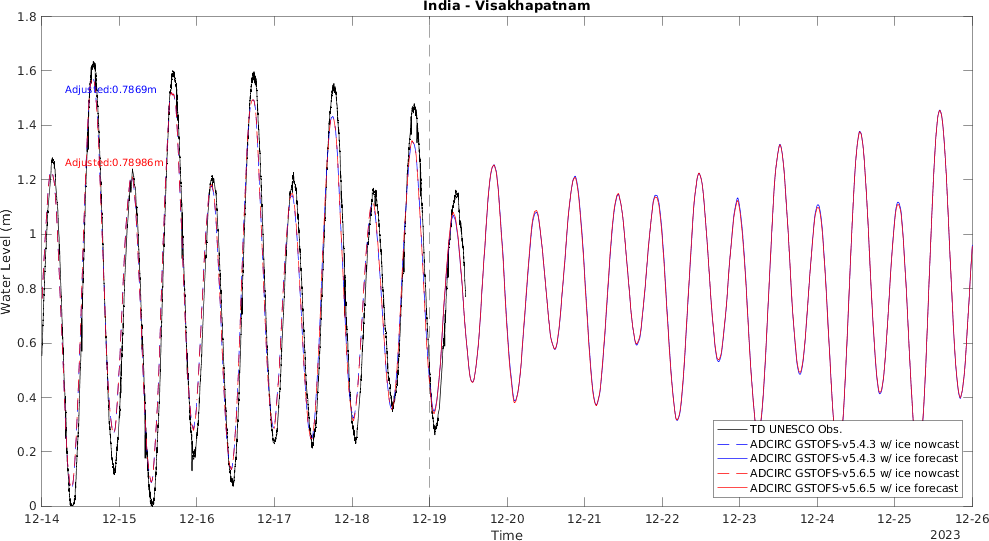 India - Visakhapatnam
1.8
1.6
1.4
1.2
1
0.8
0.6
0.4
0.2
0
Water Level (m)
Adjusted:0.7869m
Adjusted:0.78986m
TD UNESCO Obs.
ADCIRC GSTOFS-v5.4.3 w/ ice nowcast
ADCIRC GSTOFS-v5.4.3 w/ ice forecast
ADCIRC GSTOFS-v5.6.5 w/ ice nowcast
ADCIRC GSTOFS-v5.6.5 w/ ice forecast
12-14 12-15 12-16 12-17 12-18 12-19 12-20 12-21 12-22 12-23 12-24 12-25 12-26
Time
2023